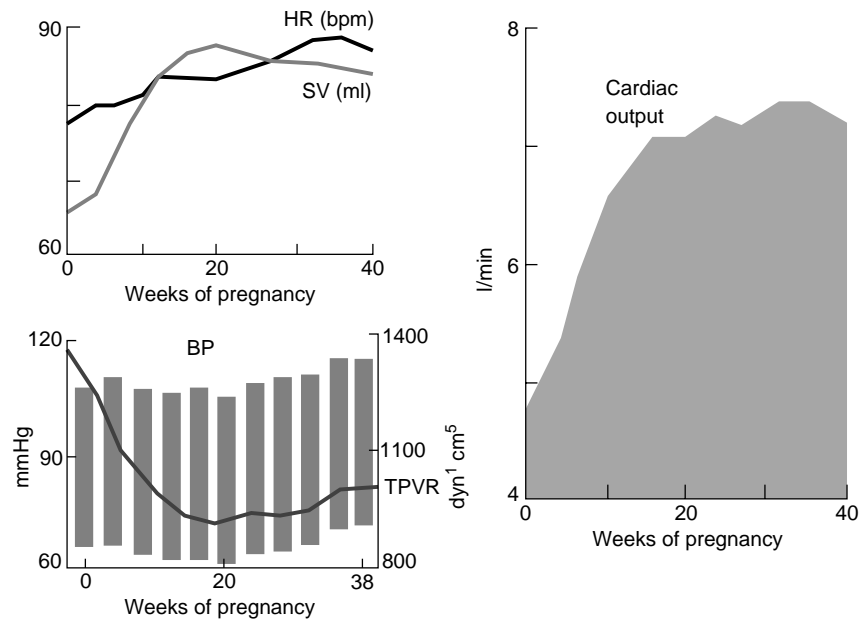 90
HR (bpm)
SV (ml)
60
0
20
40
Weeks of pregnancy
120
BP
1400
mmHg
90
1100
TPVR
dyn¹ cm⁵
60
800
0
20
38
Weeks of pregnancy
8
Cardiac
output
l/min
6
4
0
20
40
Weeks of pregnancy